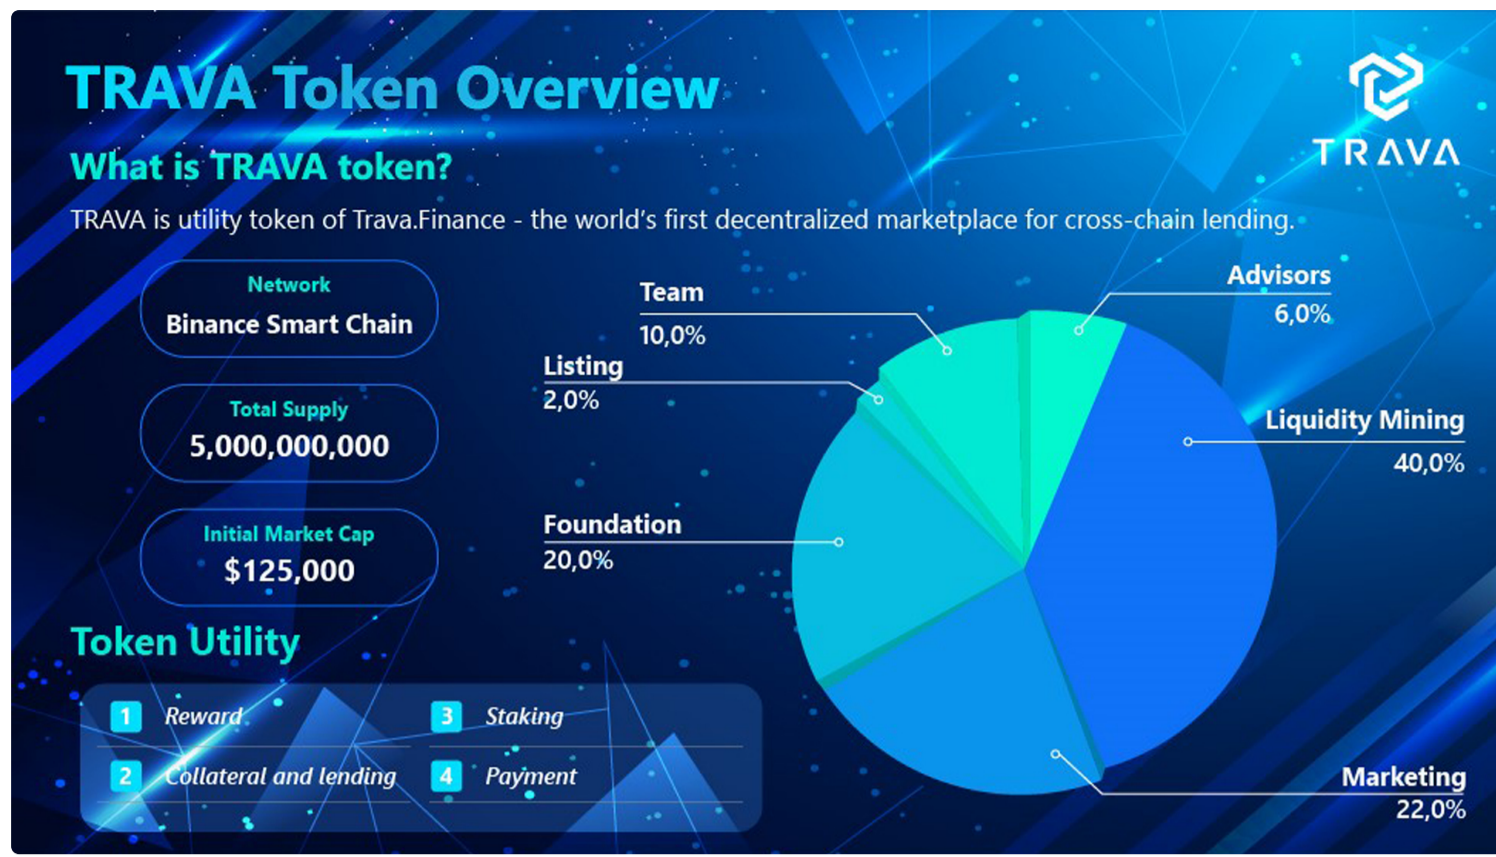 TRAVA Token Overview
TRAVA
What is TRAVA token?
TRAVA is utility token of Trava.Finance - the world’s first decentralized marketplace for cross-chain lending.
Network
Binance Smart Chain
Total Supply
5,000,000,000
Initial Market Cap
$125,000
Token Utility
1 Reward
2 Collateral and lending
3 Staking
4 Payment
Team
10,0%
Listing
2,0%
Foundation
20,0%
Advisors
6,0%
Liquidity Mining
40,0%
Marketing
22,0%